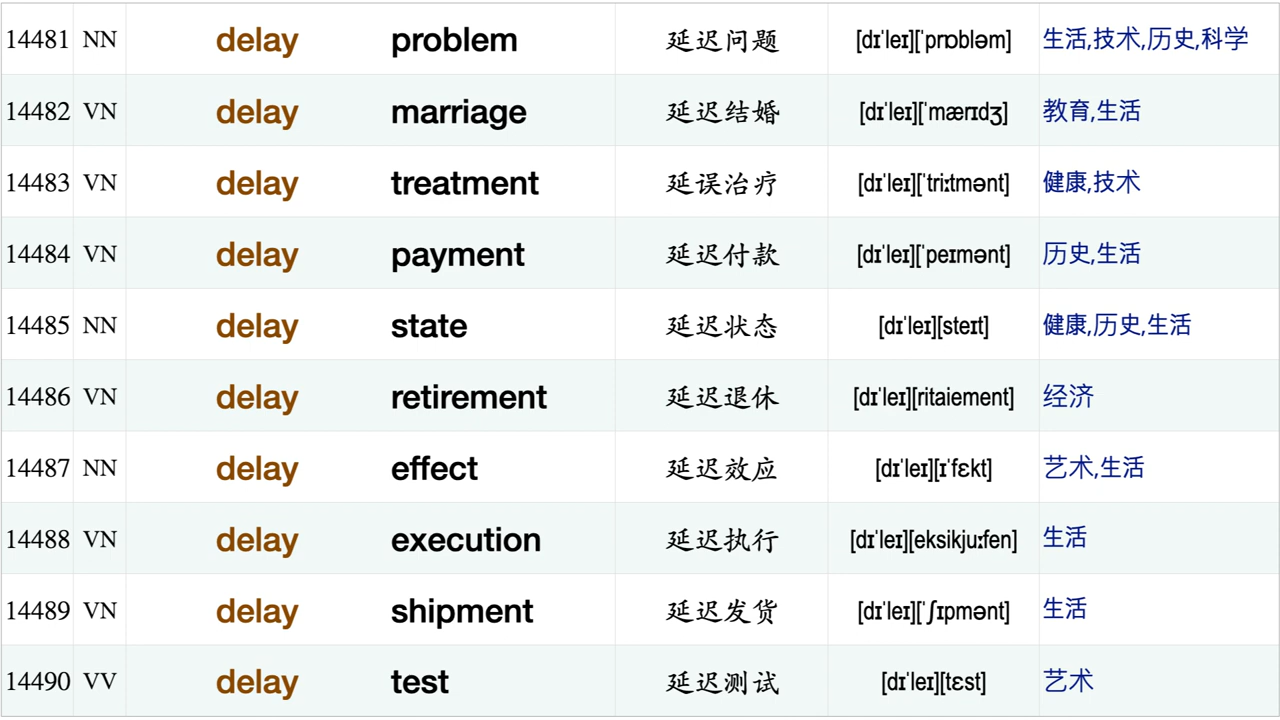 14481 NN delay problem 延迟问题 [dɪˈleɪ][ˈprɒbləm] 生活,技术,历史,科学
14482 VN delay marriage 延迟结婚 [dɪˈleɪ][ˈmærɪdʒ] 教育,生活
14483 VN delay treatment 延误治疗 [dɪˈleɪ][ˈtriːtmənt] 健康,技术
14484 VN delay payment 延迟付款 [dɪˈleɪ][ˈpeɪmənt] 历史,生活
14485 NN delay state 延迟状态 [dɪˈleɪ][steɪt] 健康,历史,生活
14486 VN delay retirement 延迟退休 [dɪˈleɪ][ritaiement] 经济
14487 NN delay effect 延迟效应 [dɪˈleɪ][ɪˈfɛkt] 艺术,生活
14488 VN delay execution 延迟执行 [dɪˈleɪ][eksikjuːfen] 生活
14489 VN delay shipment 延迟发货 [dɪˈleɪ][ˈʃɪpmənt] 生活
14490 VV delay test 延迟测试 [dɪˈleɪ][tɛst] 艺术